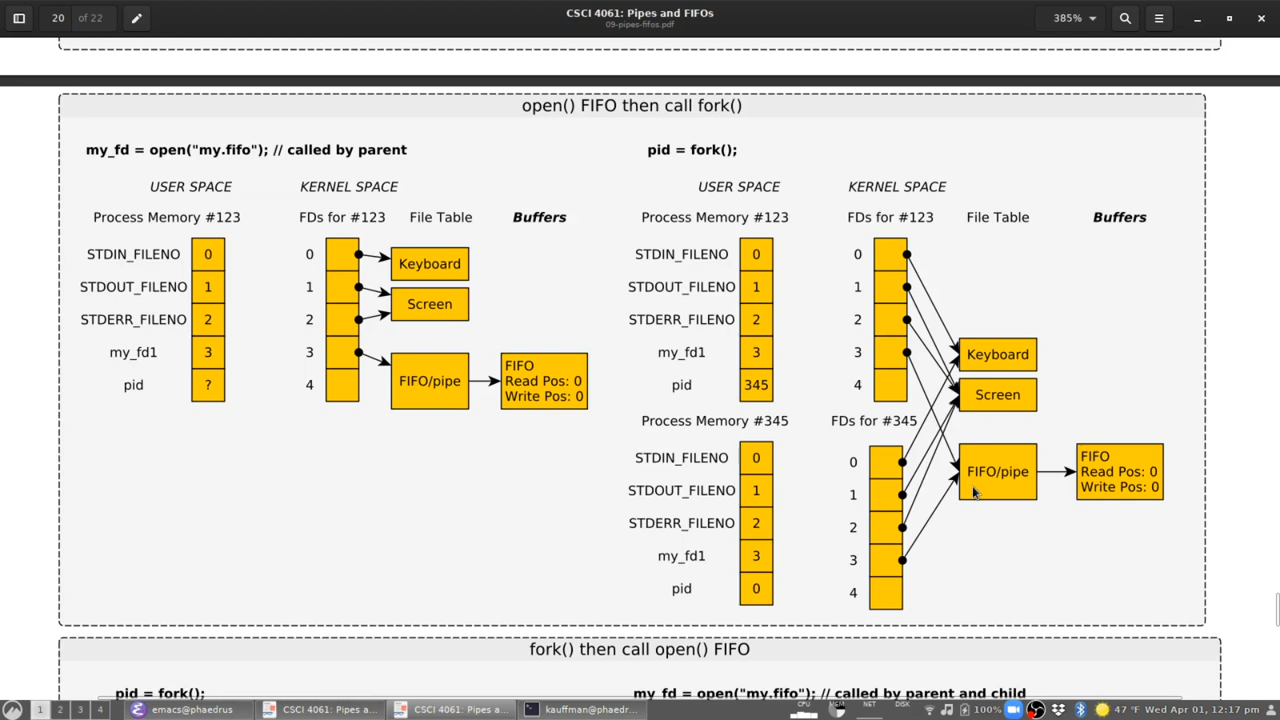 20 of 22
CSCI 4061: Pipes and FIFOs
09-pipes-fifos.pdf
385%
open() FIFO then call fork()
my_fd = open("my.fifo"); // called by parent
USER SPACE KERNEL SPACE
Process Memory #123 FDs for #123 File Table Buffers
STDIN_FILENO 0 0 Keyboard
STDOUT_FILENO 1 1 Screen
STDERR_FILENO 2 2
my_fd1 3 3 FIFO/pipe
pid ? 4
FIFO
Read Pos: 0
Write Pos: 0
pid = fork();
USER SPACE KERNEL SPACE
Process Memory #123 FDs for #123 File Table Buffers
STDIN_FILENO 0 0
STDOUT_FILENO 1 1
STDERR_FILENO 2 2
my_fd1 3 3 Keyboard
pid 345 4 Screen
Process Memory #345 FDs for #345
STDIN_FILENO 0 0 FIFO/pipe
STDOUT_FILENO 1 1
STDERR_FILENO 2 2
my_fd1 3 3
pid 0 4
FIFO
Read Pos: 0
Write Pos: 0
fork() then call open() FIFO
pid = fork(); my_fd = open("my.fifo"); // called by parent and child
1 2 3 4 emacs@phaedrus CSCI 4061: Pipes a... CSCI 4061: Pipes a... kauffman@phaedr... CPU MEM NET DISK 100% 47 °F Wed Apr 01, 12:17 pm